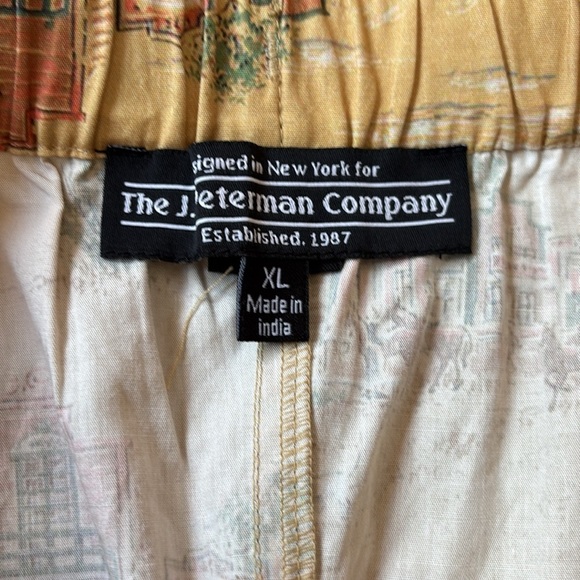 signed in New York for
The J. eterman Company
Established. 1987
XL
Made in
india